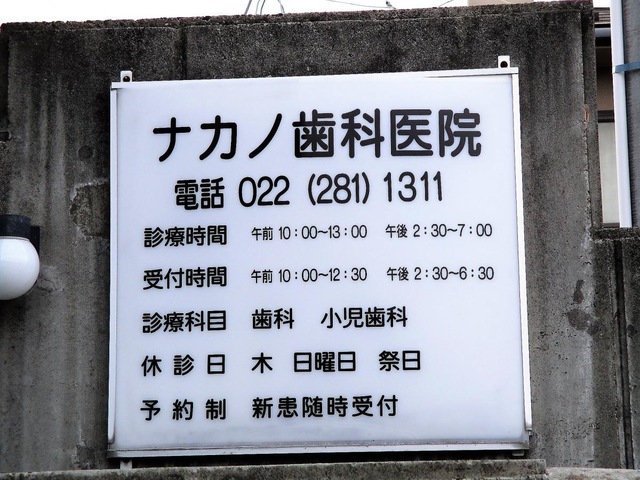 ナカノ歯科医院
電話 022 (281) 1311
診療時間 午前 10:00~13:00 午後 2:30~7:00
受付時間 午前 10:00~12:30 午後 2:30~6:30
診療科目 歯科 小児歯科
休診日 木 日曜日 祭日
予約制 新患随時受付